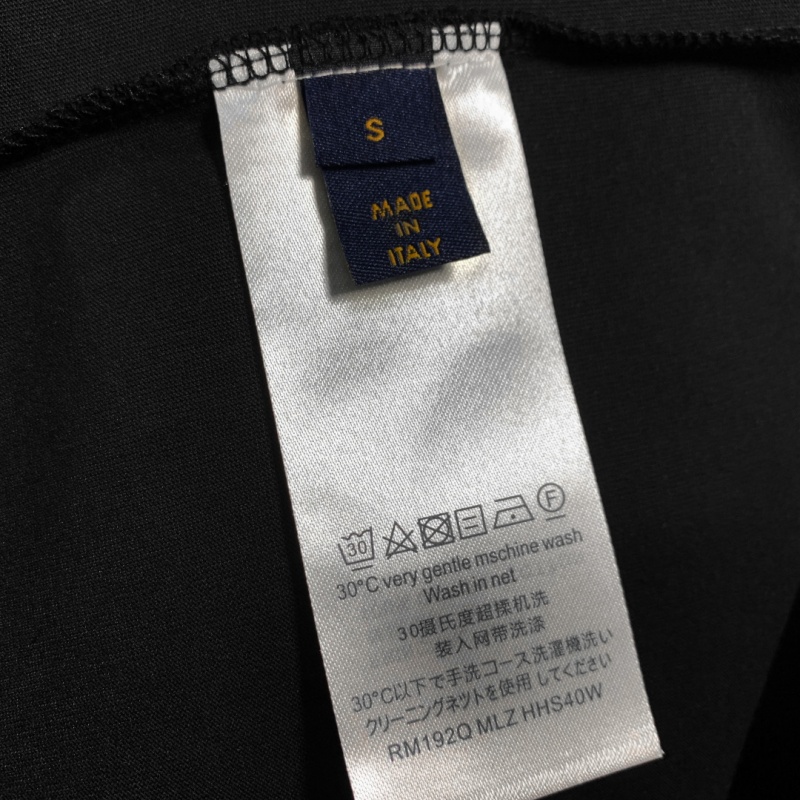 S
MADE
IN
ITALY
30
F
30°C very gentle mschine wash
Wash in net
30摄氏度超揉机洗
装入网带洗涤
30°C以下で手洗コース洗濯機洗い
クリーニングネットを使用 してください
RM192Q MLZ HHS40W